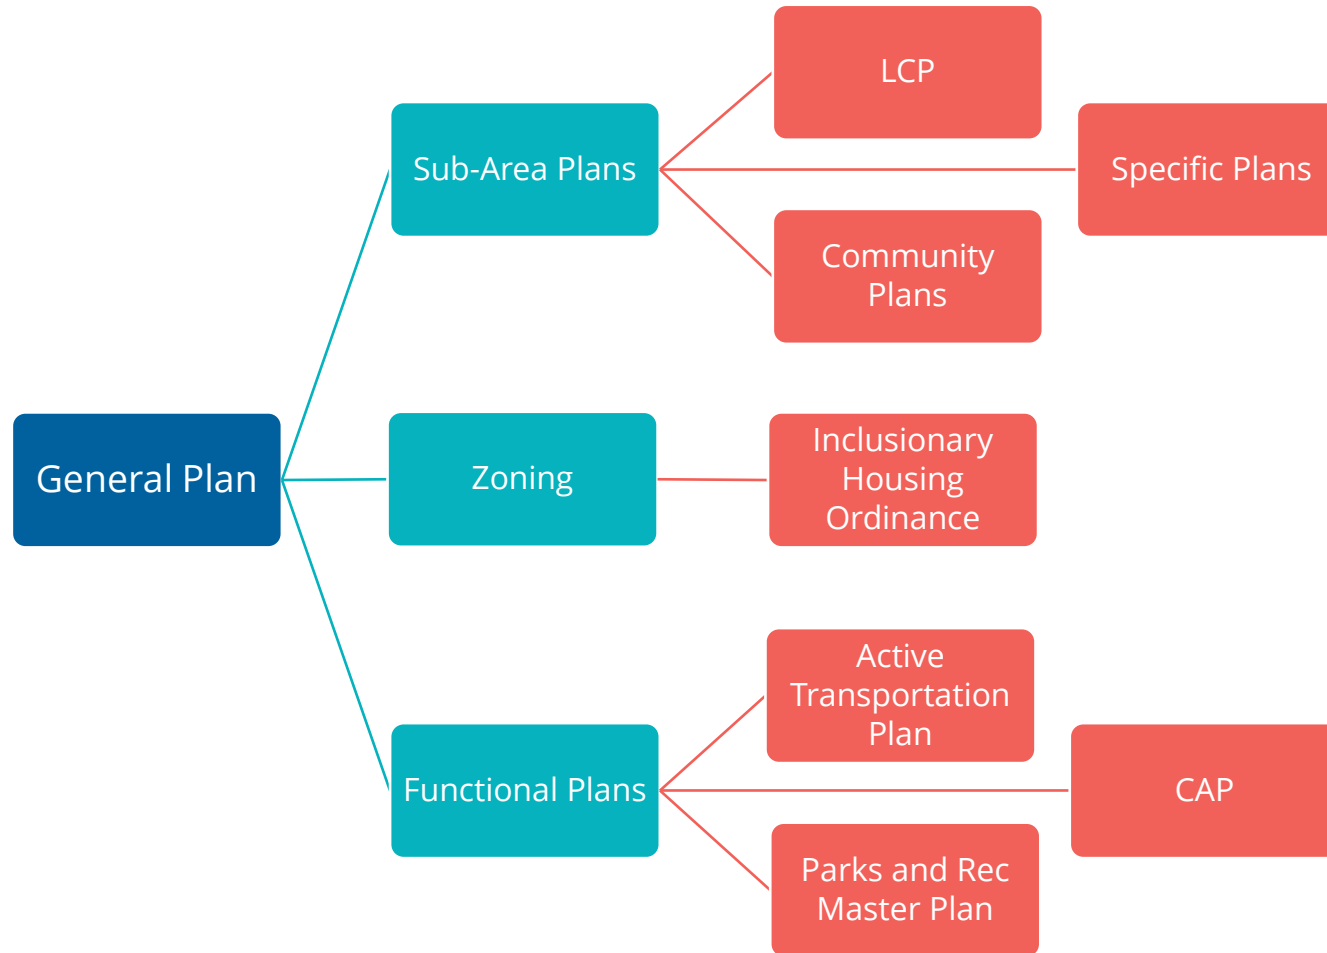 LCP
Sub-Area Plans
Specific Plans
Community
Plans
General Plan
Zoning
Inclusionary
Housing
Ordinance
Active
Transportation
Plan
Functional Plans
CAP
Parks and Rec
Master Plan